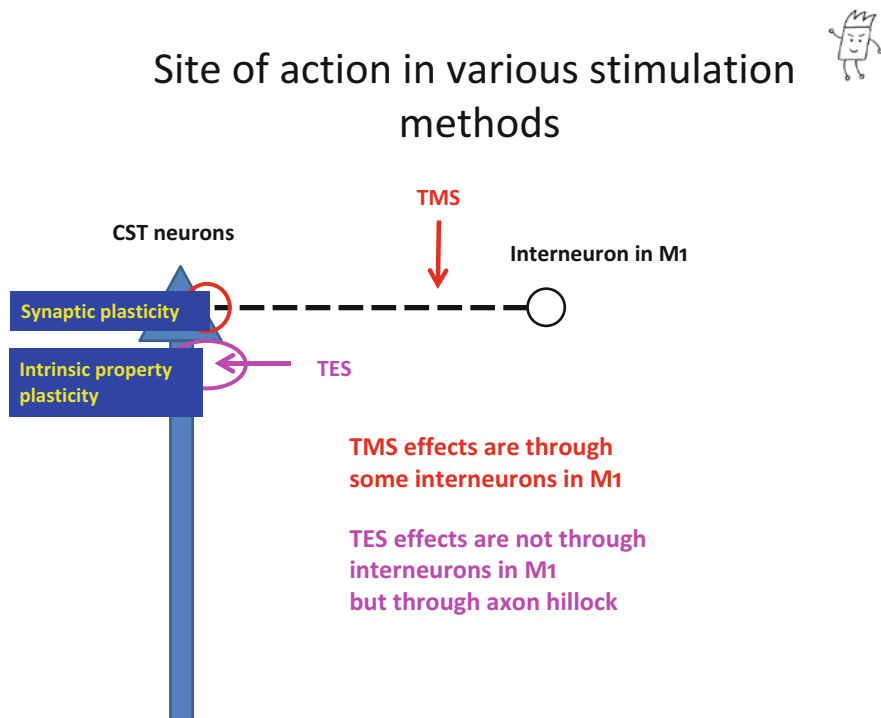 Site of action in various stimulation
methods
TMS
CST neurons
Interneuron in M1
Synaptic plasticity
Intrinsic property
plasticity
TES
TMS effects are through
some interneurons in M1
TES effects are not through
interneurons in M1
but through axon hillock